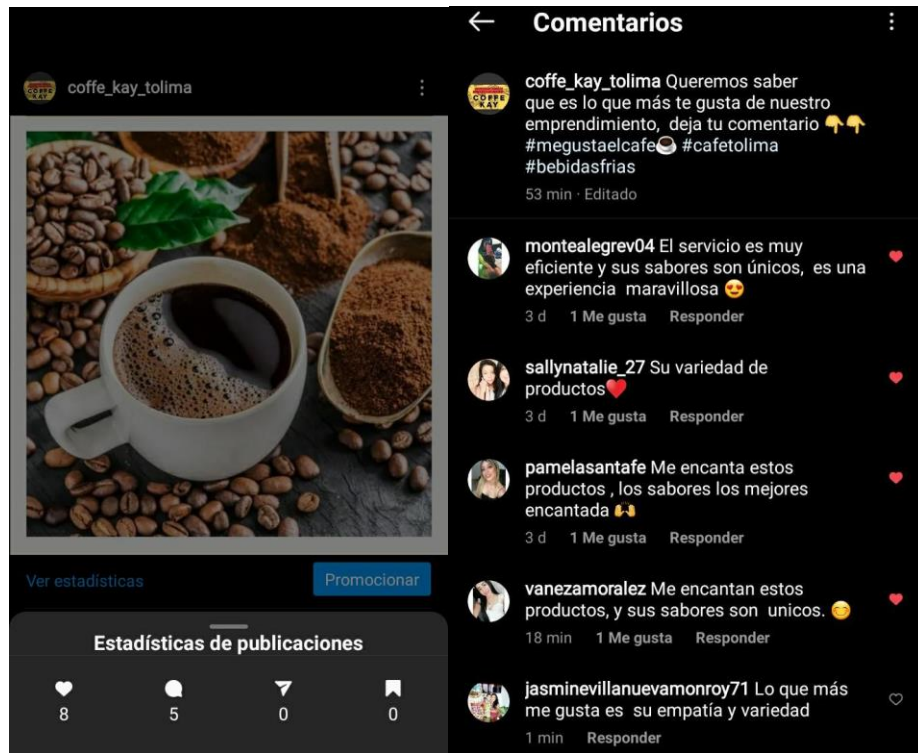 coffe_kay_tolima
Ver estadísticas
Promocionar
Estadísticas de publicaciones
8
5
0
0
Comentarios
COFFE
KAY
coffe_kay_tolima Queremos saber
que es lo que más te gusta de nuestro
emprendimiento, deja tu comentario 👇👇
#megustaelcafe☕ #cafetolima
#bebidasfrias
53 min · Editado
montealegrev04 El servicio es muy
eficiente y sus sabores son únicos, es una
experiencia maravillosa 😍
3 d 1 Me gusta Responder
sallynatalie_27 Su variedad de
productos❤️
3 d 1 Me gusta Responder
pamelasantafe Me encanta estos
productos , los sabores los mejores
encantada 🙌
3 d 1 Me gusta Responder
vanezamoralez Me encantan estos
productos, y sus sabores son unicos. 😊
18 min 1 Me gusta Responder
jasminevillanuevamonroy71 Lo que más
me gusta es su empatía y variedad
1 min Responder